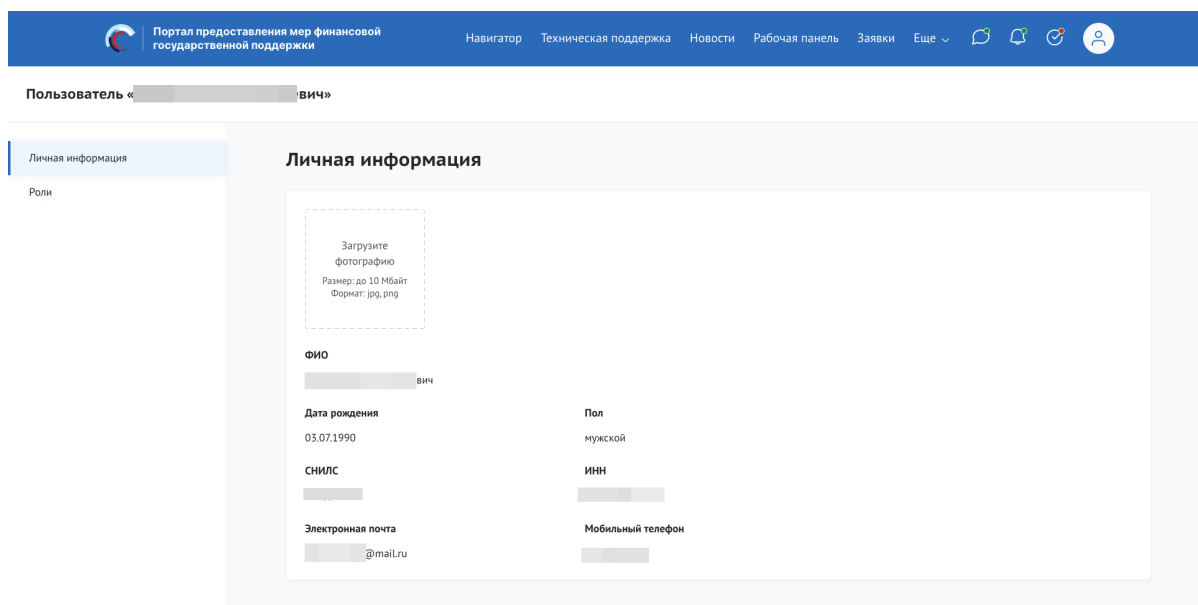 Портал предоставления мер финансовой
государственной поддержки
Навигатор Техническая поддержка Новости Рабочая панель Заявки Еще
Пользователь « вич»
Личная информация
Роли
Личная информация
Загрузите
фотографию
Размер: до 10 Мбайт
Формат: jpg, png
ФИО
вич
Дата рождения Пол
03.07.1990 мужской
СНИЛС ИНН
Электронная почта Мобильный телефон
@mail.ru